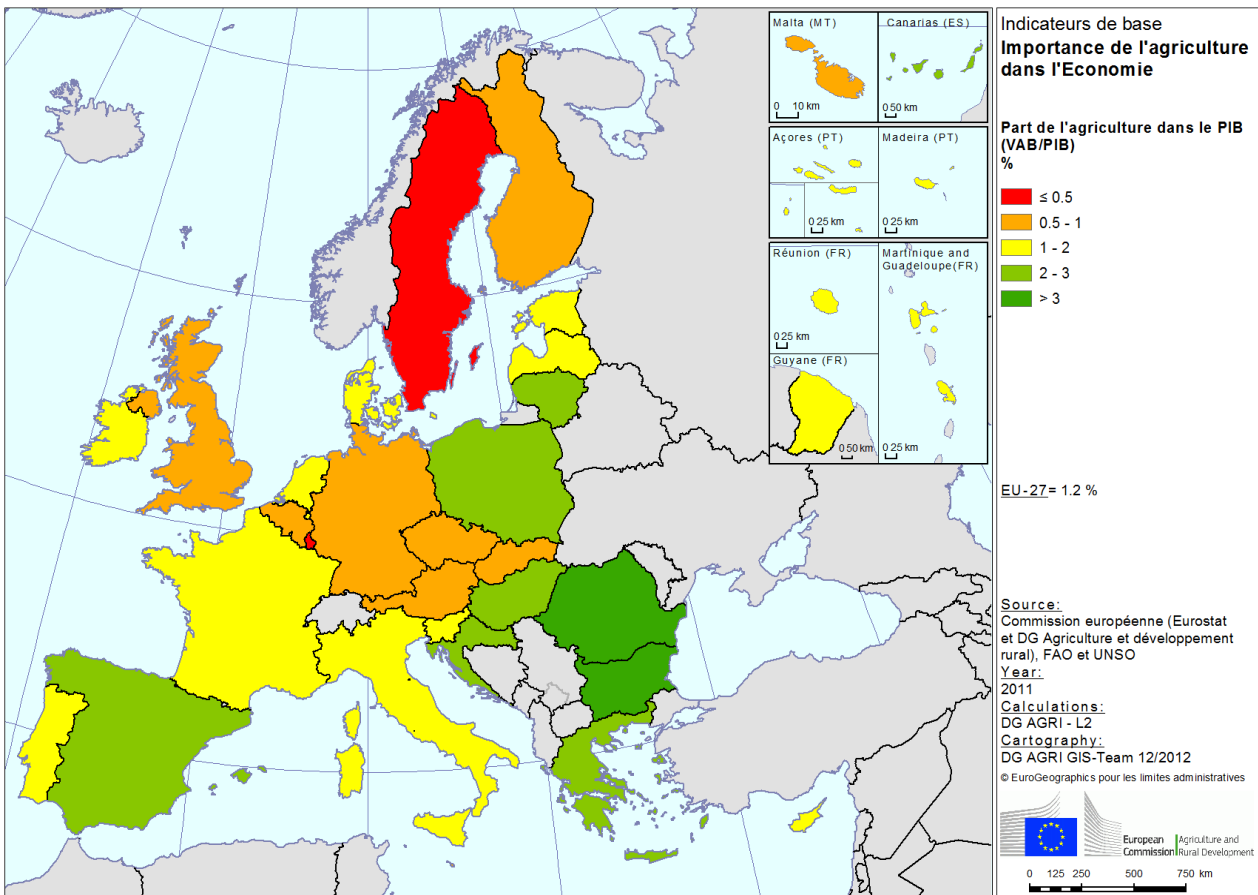 Malta (MT)
0 10 km
Canarias (ES)
0 50 km
Açores (PT)
0 25 km
Madeira (PT)
0 25 km
Réunion (FR)
0 25 km
Martinique and
Guadeloupe(FR)
0 25 km
Guyane (FR)
0 50 km
Indicateurs de base
Importance de l'agriculture
dans l'Economie
Part de l'agriculture dans le PIB
(VAB/PIB)
%
≤ 0.5
0.5 - 1
1 - 2
2 - 3
> 3
EU-27= 1.2 %
Source:
Commission européenne (Eurostat
et DG Agriculture et développement
rural), FAO et UNSO
Year:
2011
Calculations:
DG AGRI - L2
Cartography:
DG AGRI GIS-Team 12/2012
© EuroGeographics pour les limites administratives
European
Commission
Agriculture and
Rural Development
0 125 250 500 750 km